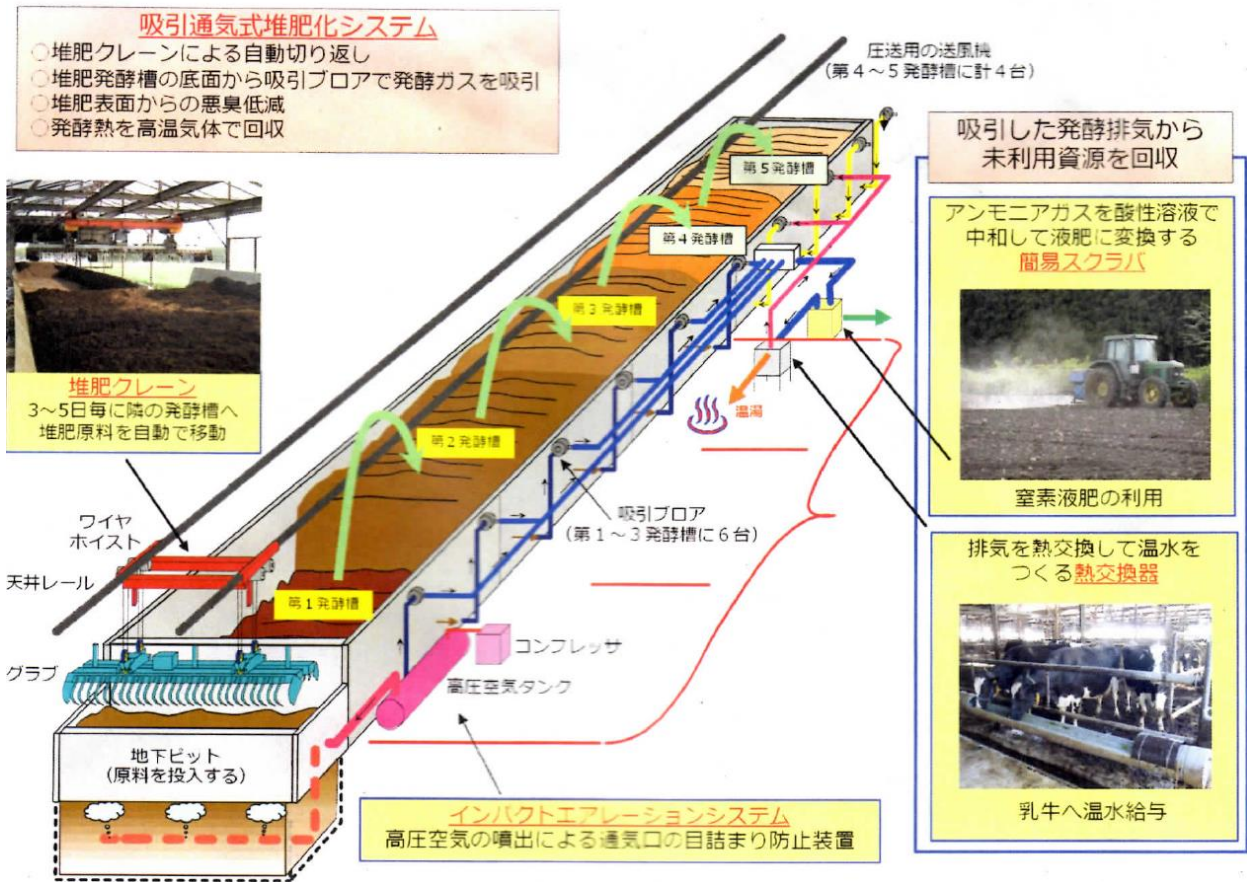 吸引通気式堆肥化システム
○堆肥クレーンによる自動切り返し
○堆肥発酵槽の底面から吸引ブロアで発酵ガスを吸引
○堆肥表面からの悪臭低減
○発酵熱を高温気体で回収
圧送用の送風機
(第4~5発酵槽に計4台)
吸引した発酵排気から
未利用資源を回収
アンモニアガスを酸性溶液で
中和して液肥に変換する
簡易スクラバ
窒素液肥の利用
排気を熱交換して温水を
つくる熱交換器
乳牛へ温水給与
堆肥クレーン
3~5日毎に隣の発酵槽へ
堆肥原料を自動で移動
第5発酵槽
第4発酵槽
第3発酵槽
第2発酵槽
第1発酵槽
温湯
吸引ブロア
(第1~3発酵槽に6台)
ワイヤ
ホイスト
天井レール
グラブ
コンプレッサ
高圧空気タンク
地下ピット
(原料を投入する)
インパクトエアレーションシステム
高圧空気の噴出による通気口の目詰まり防止装置